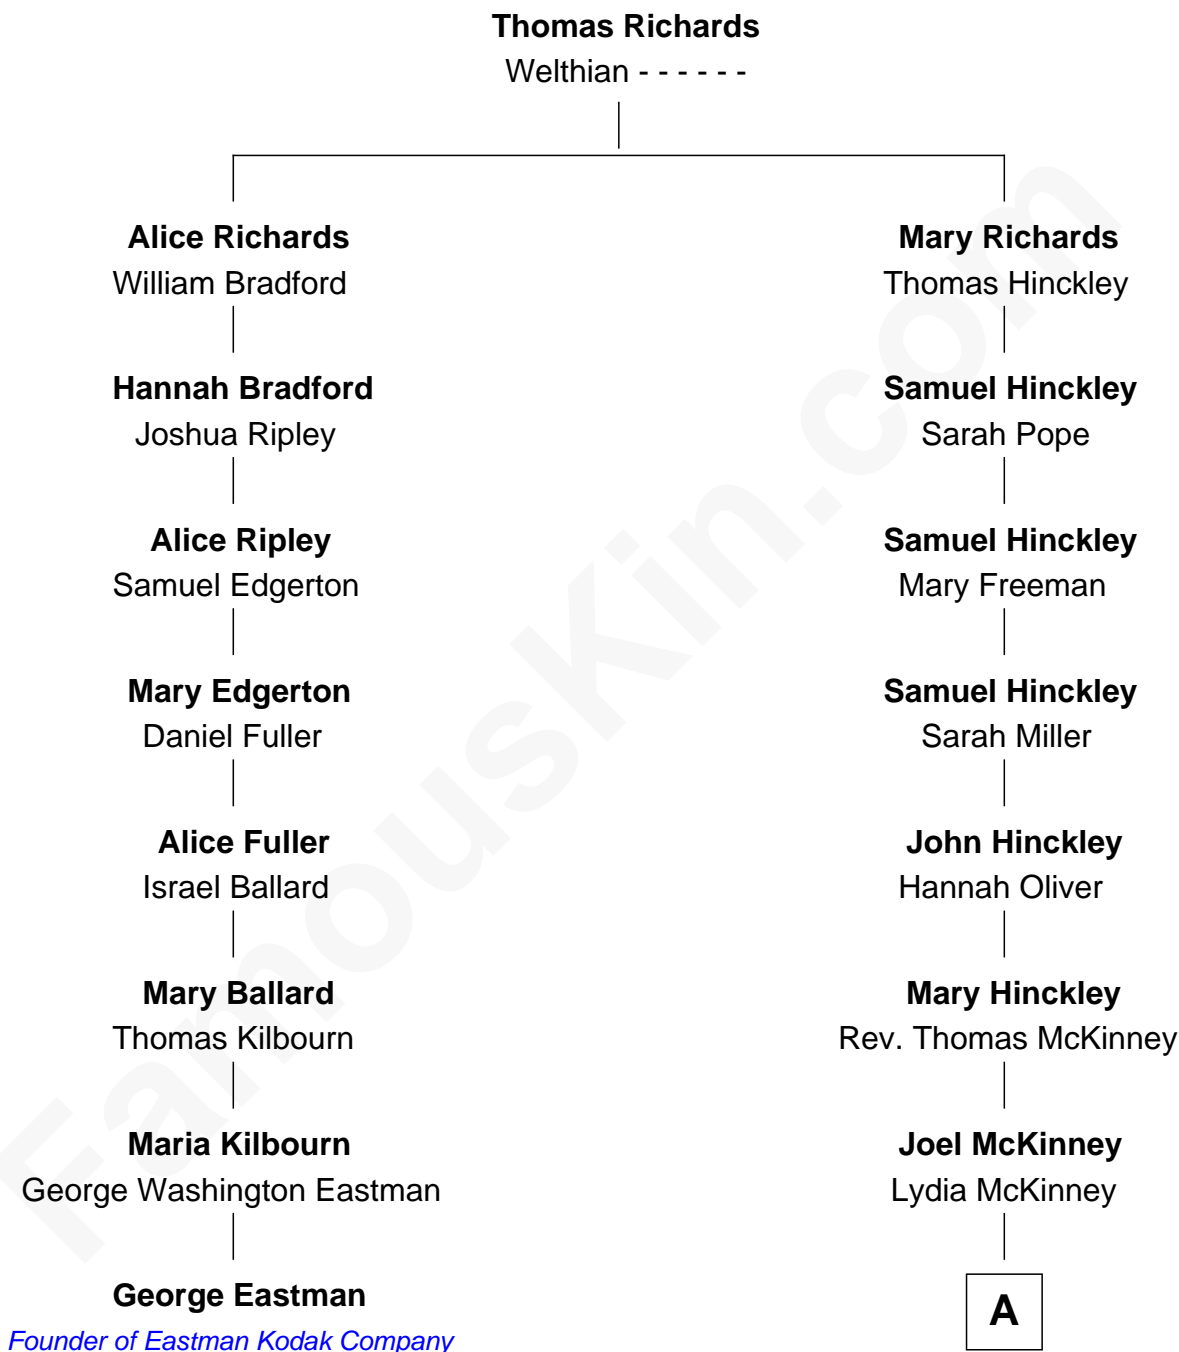 Thomas Richards
Welthian - - - - - -
Alice Richards
William Bradford
Mary Richards
Thomas Hinckley
Hannah Bradford
Joshua Ripley
Samuel Hinckley
Sarah Pope
Alice Ripley
Samuel Edgerton
Samuel Hinckley
Mary Freeman
Mary Edgerton
Daniel Fuller
Samuel Hinckley
Sarah Miller
Alice Fuller
Israel Ballard
John Hinckley
Hannah Oliver
Mary Ballard
Thomas Kilbourn
Mary Hinckley
Rev. Thomas McKinney
Maria Kilbourn
George Washington Eastman
Joel McKinney
Lydia McKinney
George Eastman
Founder of Eastman Kodak Company
A
FamousKin.com